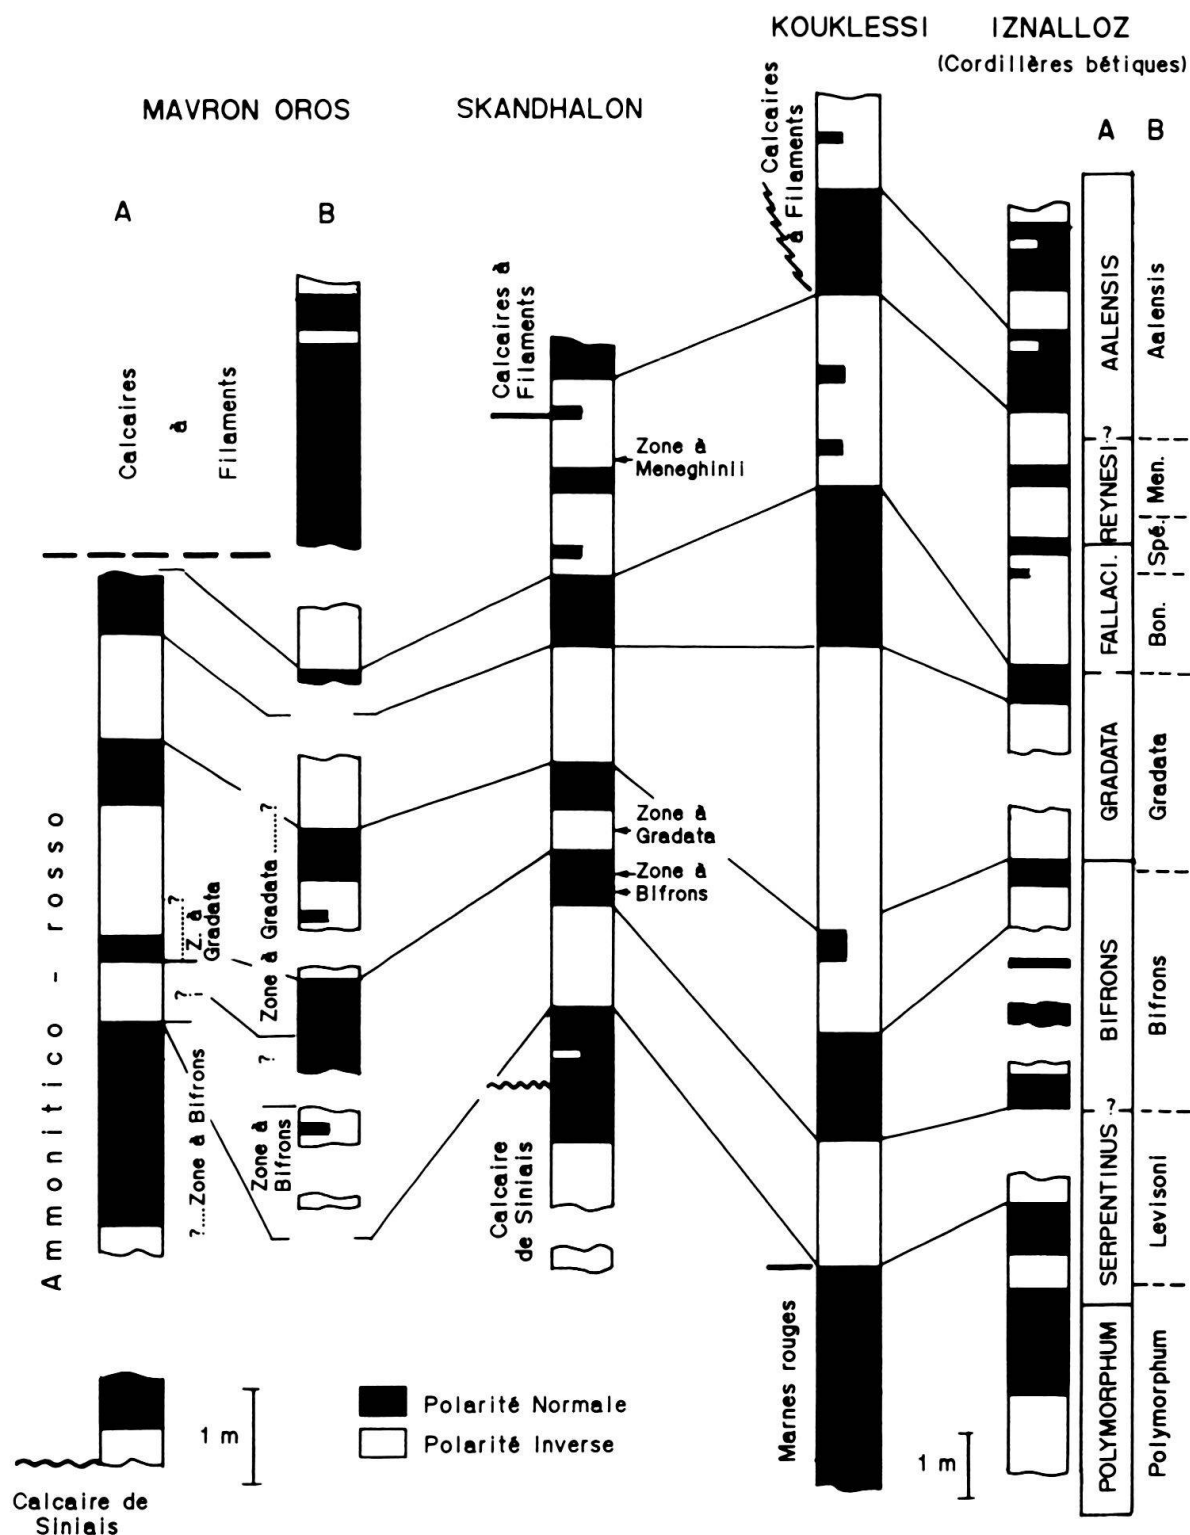 KOUKLESSI
IZNALLOZ
(Cordillères bétiques)
MAVRON OROS
SKANDHALON
A
B
A
B
Calcaires
à
Filaments
Calcaires à
Filaments
Calcaires
à Filaments
Zone à
Meneghinii
Zone à
Gradata
Zone à
Bifrons
Ammonitico - rosso
?
Z. à
Gradata
?
?....Zone à Bifrons
Zone à Gradata......?
?
Zone à
Bifrons
Calcaire
de Siniais
Marnes rouges
AALENSIS
?
REYNESI
FALLACI.
GRADATA
BIFRONS
?
SERPENTINUS
POLYMORPHUM
Aalensis
Men.
Spé.
Bon.
Gradata
Bifrons
Levisoni
Polymorphum
1 m
Polarité Normale
Polarité Inverse
1 m
Calcaire de
Siniais